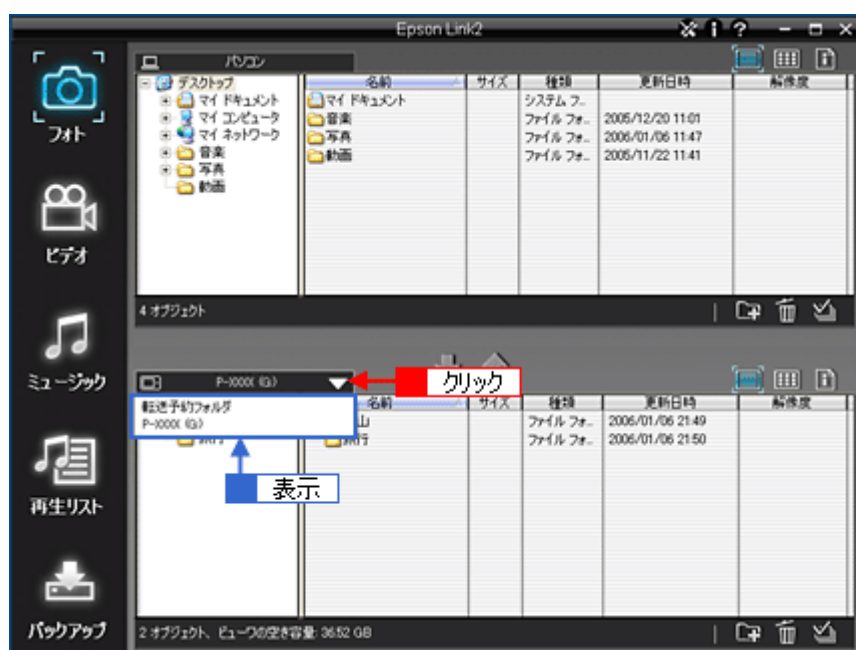 Epson Link2
フォト
ビデオ
ミュージック
再生リスト
バックアップ
パソコン
デスクトップ
マイ ドキュメント
マイ コンピュータ
マイ ネットワーク
音楽
写真
動画
名前 サイズ 種類 更新日時 解像度
マイ ドキュメント システム フ...
音楽 ファイル フォ... 2005/12/20 11:01
写真 ファイル フォ... 2006/01/06 11:47
動画 ファイル フォ... 2005/11/22 11:41
4 オブジェクト
P-XXXX (G:)
クリック
転送予約フォルダ
P-XXXX (G:)
表示
名前 サイズ 種類 更新日時 解像度
山 ファイル フォ... 2006/01/06 21:49
旅行 ファイル フォ... 2006/01/06 21:50
2 オブジェクト、ビューワの空き容量: 36.52 GB